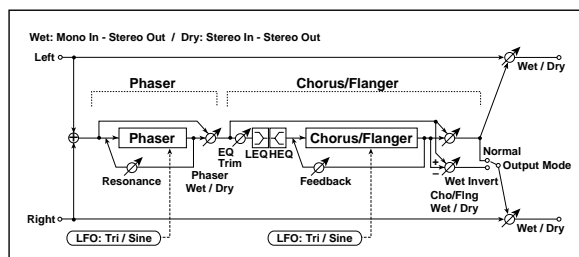 Wet: Mono In - Stereo Out / Dry: Stereo In - Stereo Out
Left
Wet / Dry
Phaser
Chorus/Flanger
Phaser
Chorus/Flanger
EQ
Trim
LEQ
HEQ
Resonance
Phaser
Wet / Dry
Feedback
+
−
Normal
Output Mode
Wet Invert
Cho/Flng
Wet / Dry
Right
Wet / Dry
LFO: Tri / Sine
LFO: Tri / Sine